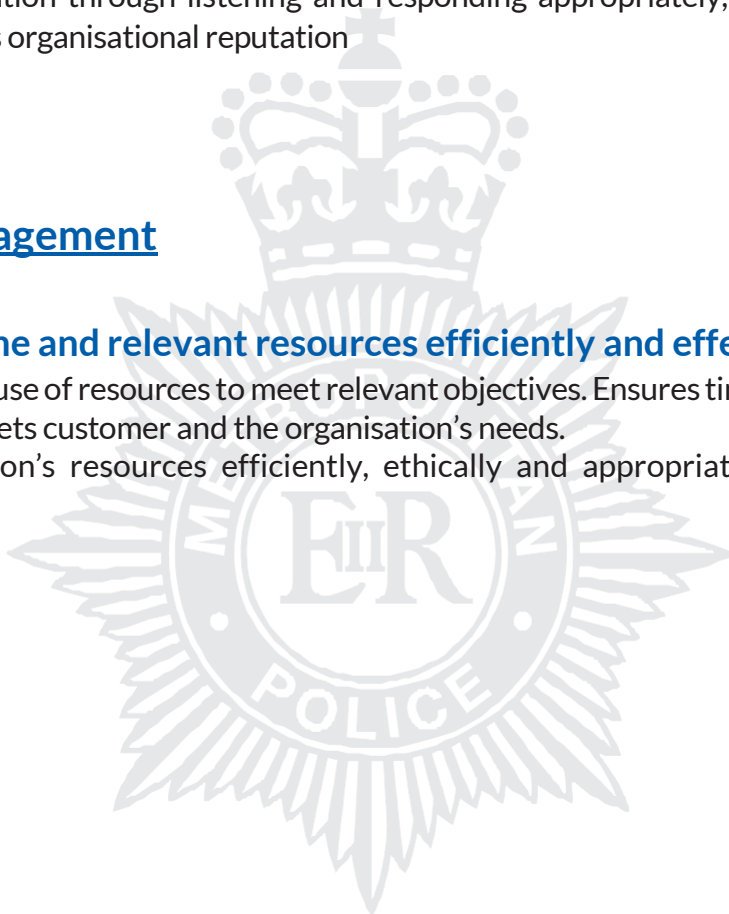 ation through listening and responding appropriately,
s organisational reputation
agement
ne and relevant resources efficiently and effe
use of resources to meet relevant objectives. Ensures tin
ets customer and the organisation's needs.
on's resources efficiently, ethically and appropriat
METROPOLITAN
EIIR
POLICE